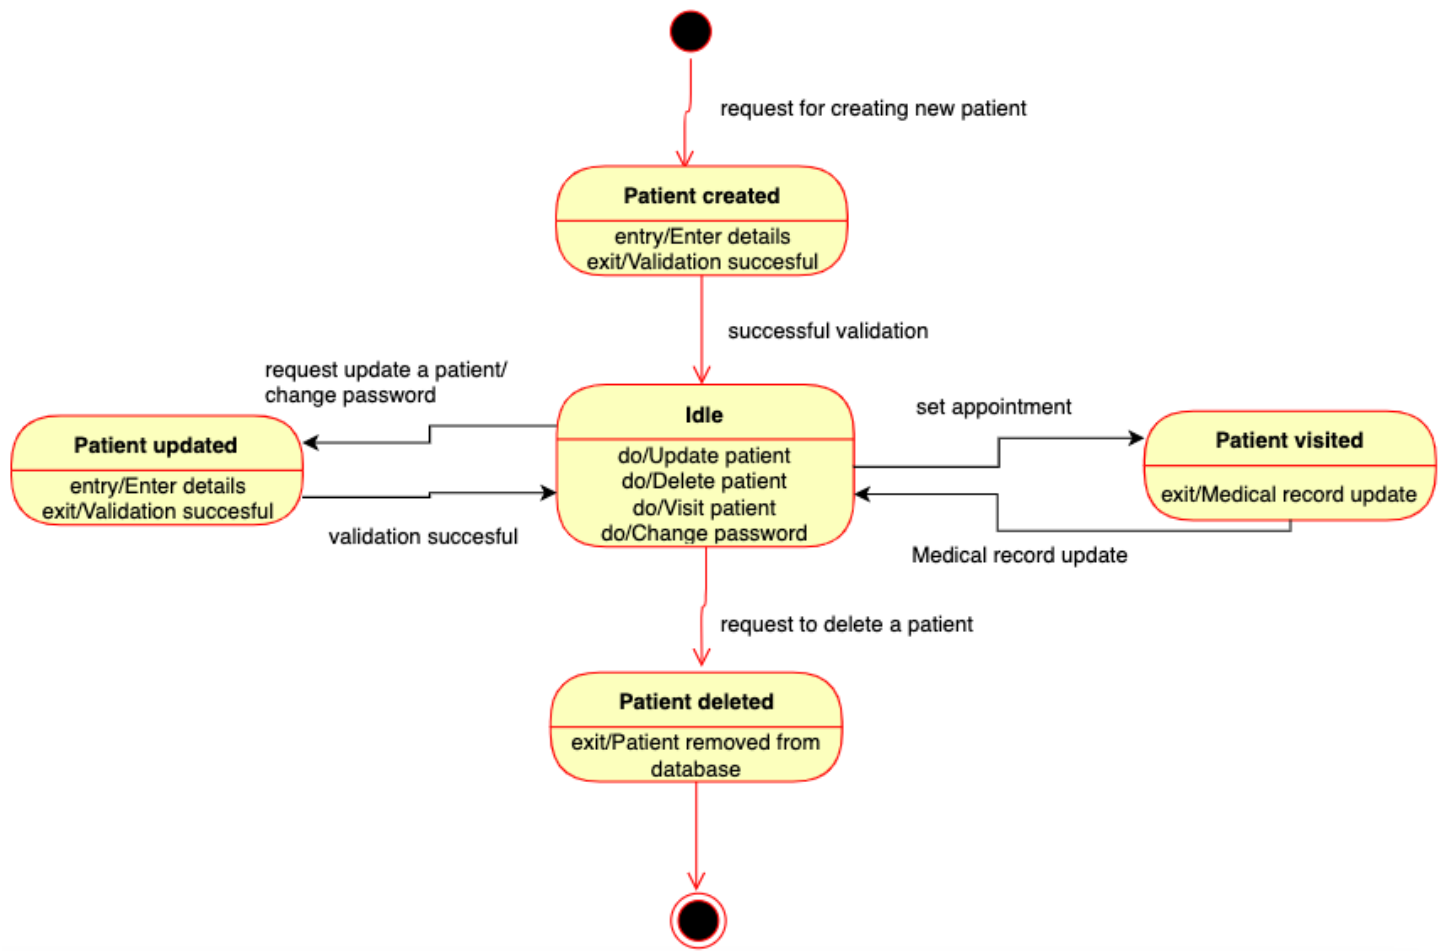 request for creating new patient
Patient created
entry/Enter details
exit/Validation succesful
successful validation
request update a patient/
change password
Patient updated
entry/Enter details
exit/Validation succesful
validation succesful
Idle
do/Update patient
do/Delete patient
do/Visit patient
do/Change password
set appointment
Patient visited
exit/Medical record update
Medical record update
request to delete a patient
Patient deleted
exit/Patient removed from
database